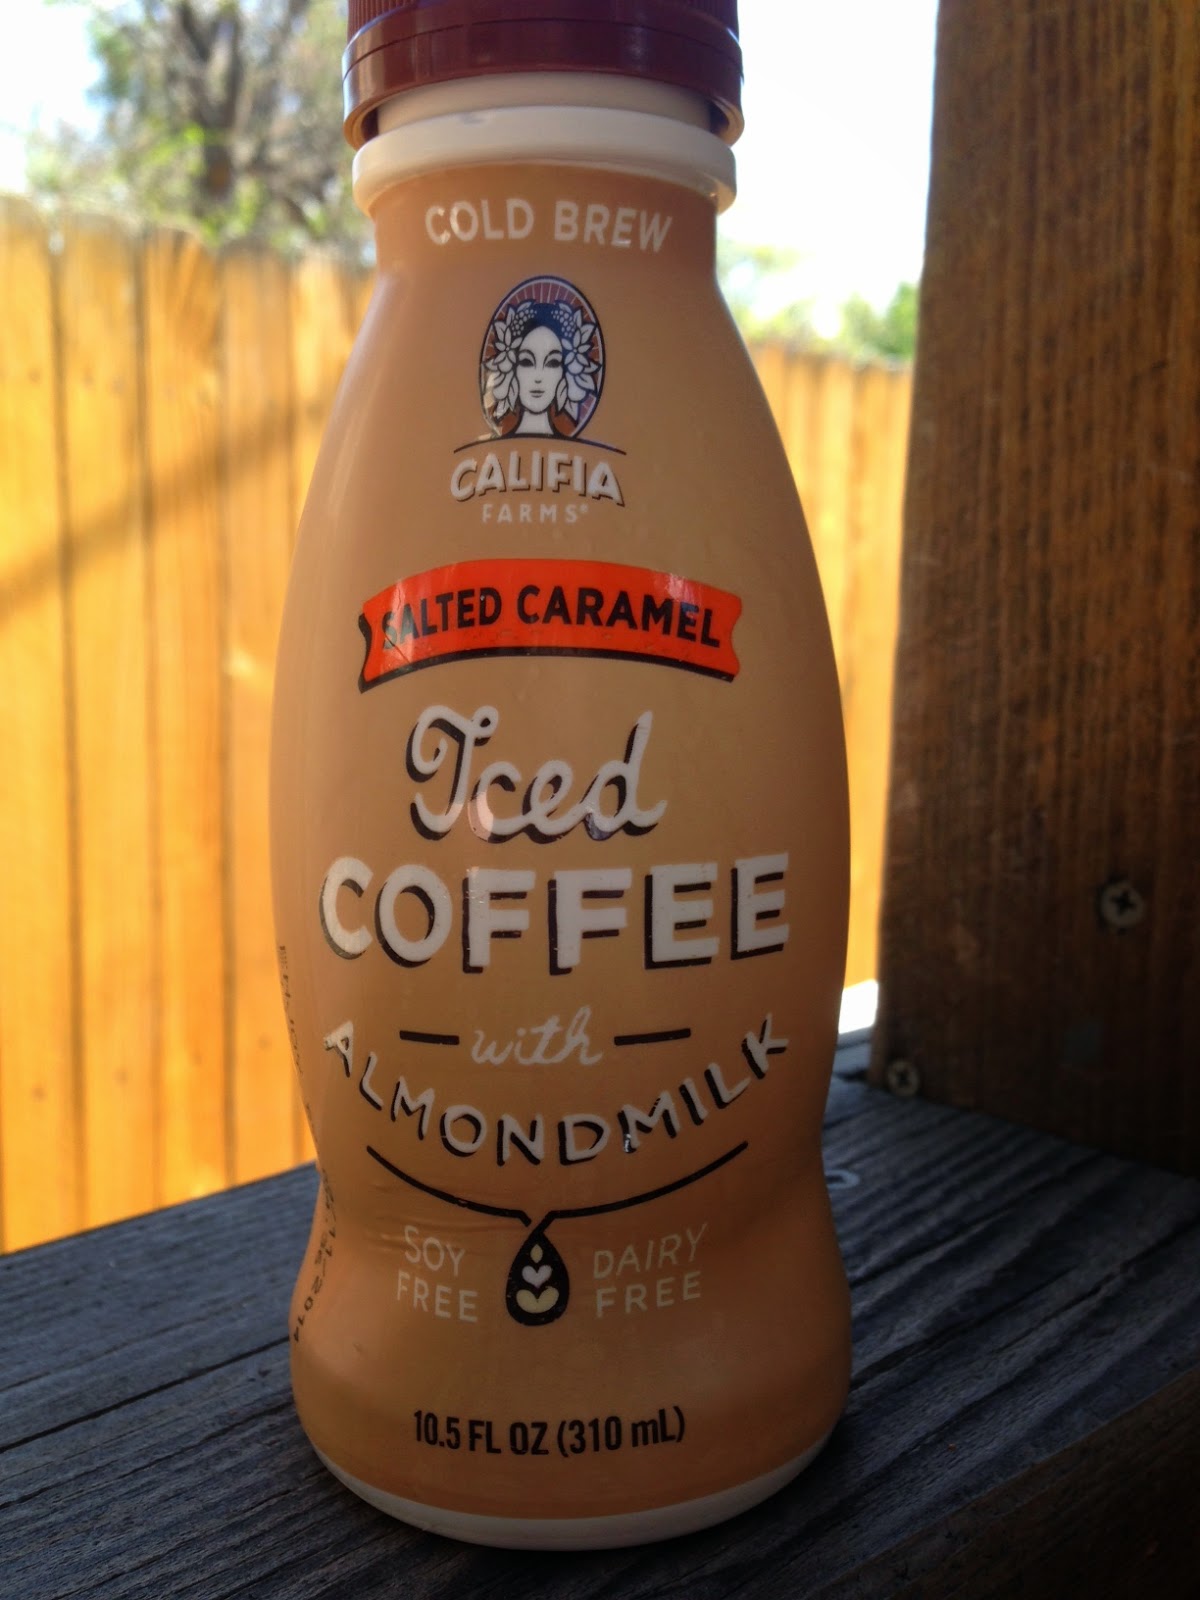 COLD BREW
CALIFIA
FARMS®
SALTED CARAMEL
Iced
COFFEE
with
ALMONDMILK
SOY
FREE
DAIRY
FREE
10.5 FL OZ (310 mL)